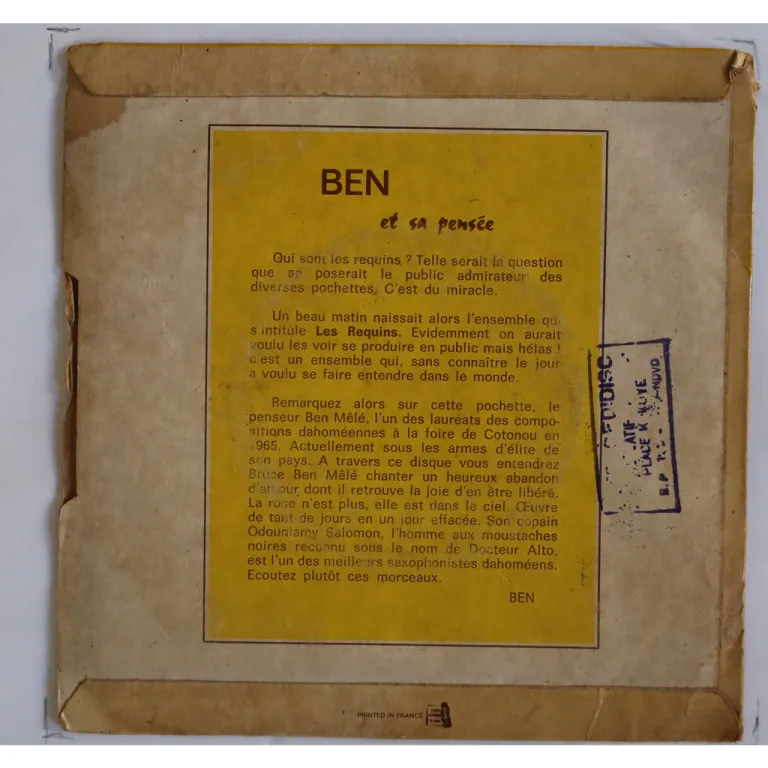 BEN
et sa pensée
Qui sont les requins ? Telle serait la question
que se poserait le public admirateur des
diverses pochettes. C'est du miracle.
Un beau matin naissait alors l'ensemble qui
s'intitule Les Requins. Evidemment on aurait
voulu les voir se produire en public mais hélas !
c'est un ensemble qui, sans connaître le jour
a voulu se faire entendre dans le monde.
Remarquez alors sur cette pochette, le
penseur Ben Mêlé, l'un des lauréats des compo-
sitions dahoméennes à la foire de Cotonou en
1965. Actuellement sous les armes d'élite de
son pays. A travers ce disque vous entendrez
Bruze Ben Mêlé chanter un heureux abandon
d'amour dont il retrouve la joie d'en être libéré.
La rose n'est plus, elle est dans le ciel. Œuvre
de tant de jours en un jour effacée. Son copain
Odounlamy Salomon, l'homme aux moustaches
noires reconnu sous le nom de Docteur Alto,
est l'un des meilleurs saxophonistes dahoméens.
Ecoutez plutôt ces morceaux.
BEN
PLACE
B.P
PRINTED IN FRANCE